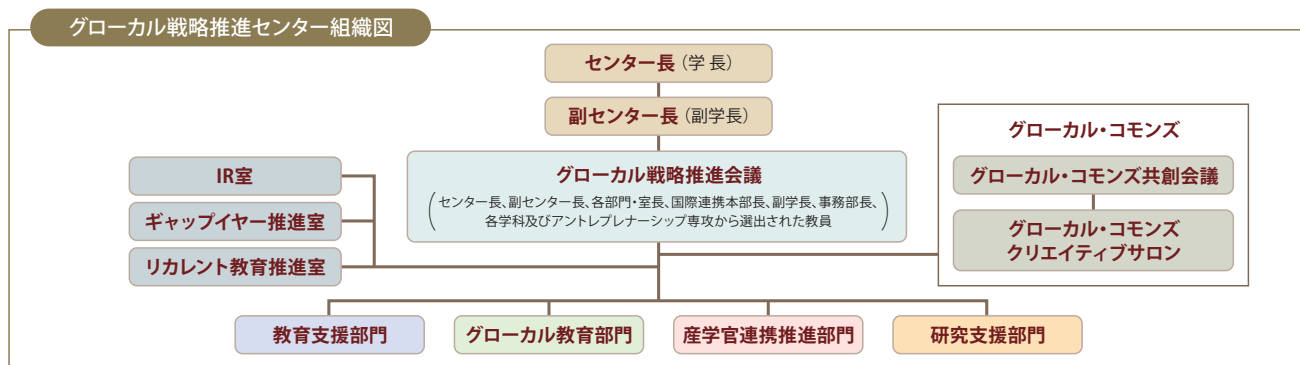 グローカル戦略推進センター組織図
センター長（学 長）
副センター長（副学長）
グローカル戦略推進会議
（センター長、副センター長、各部門・室長、国際連携本部長、副学長、事務部長、
各学科及びアントレプレナーシップ専攻から選出された教員）
IR室
ギャップイヤー推進室
リカレント教育推進室
グローカル・コモンズ
グローカル・コモンズ共創会議
グローカル・コモンズ
クリエイティブサロン
教育支援部門
グローカル教育部門
産学官連携推進部門
研究支援部門